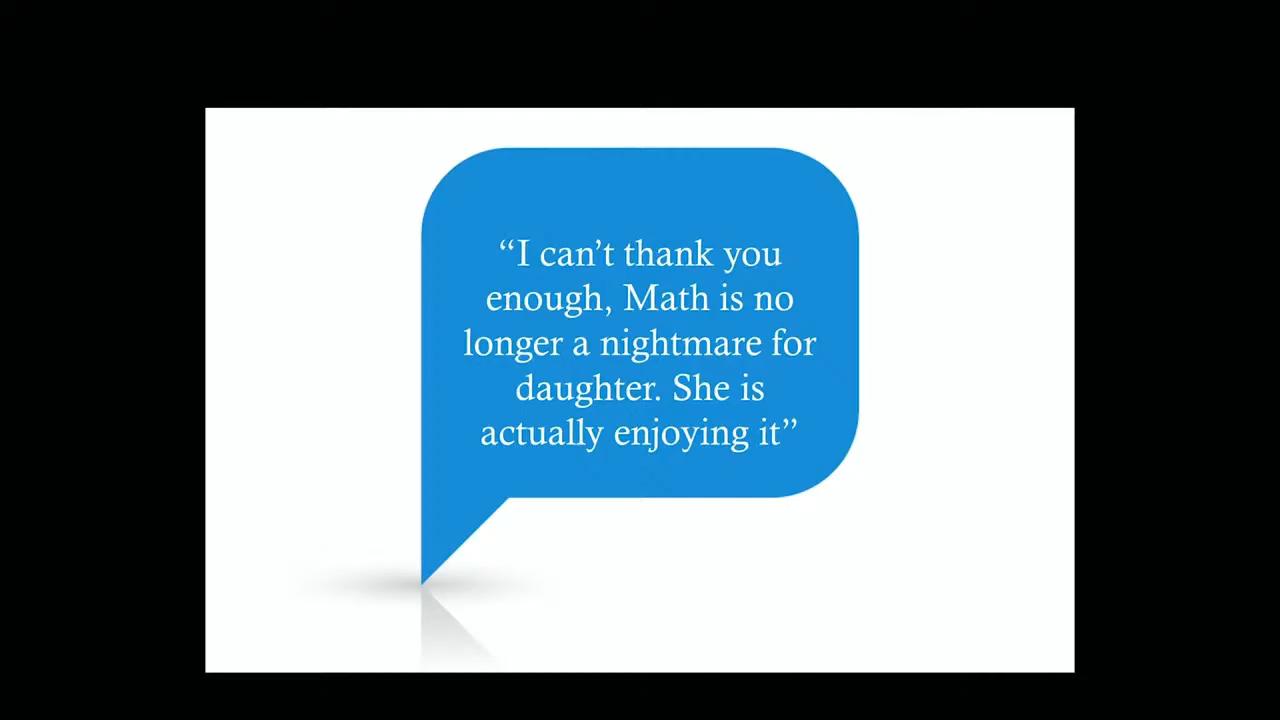 “I can’t thank you
enough, Math is no
longer a nightmare for
daughter. She is
actually enjoying it”